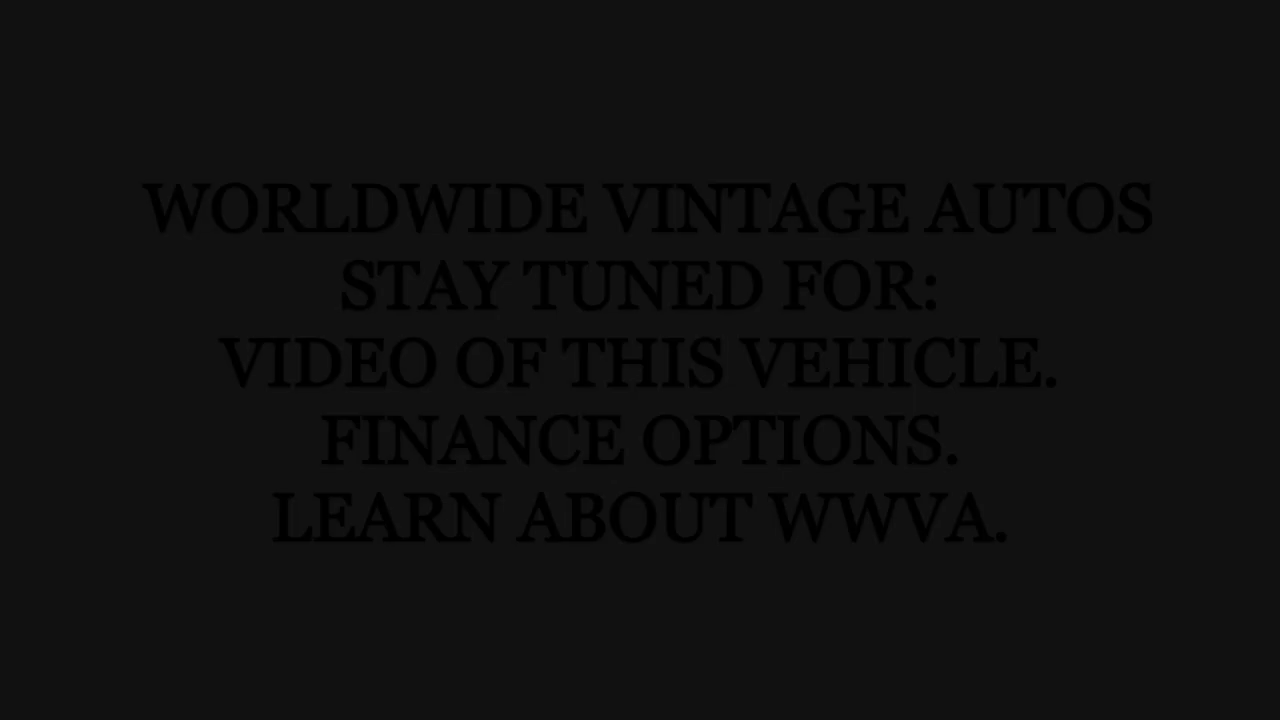 WORLDWIDE VINTAGE AUTOS
STAY TUNED FOR:
VIDEO OF THIS VEHICLE.
FINANCE OPTIONS.
LEARN ABOUT WWVA.